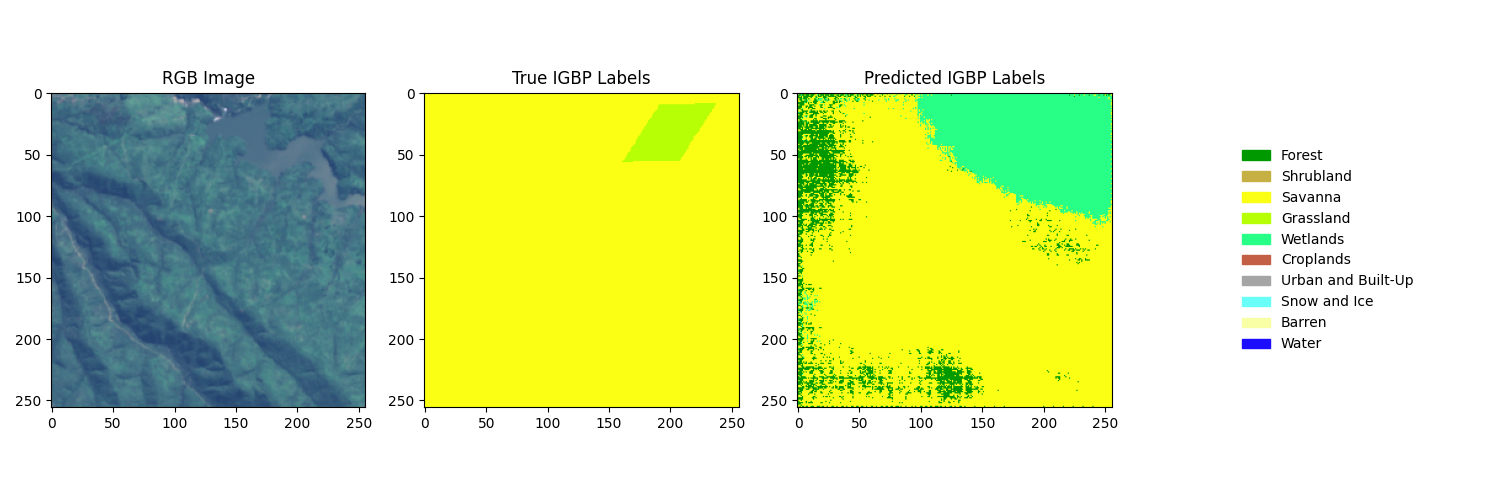 RGB Image
0
50
100
150
200
250
0 50 100 150 200 250
True IGBP Labels
0
50
100
150
200
250
0 50 100 150 200 250
Predicted IGBP Labels
0
50
100
150
200
250
0 50 100 150 200 250
Forest
Shrubland
Savanna
Grassland
Wetlands
Croplands
Urban and Built-Up
Snow and Ice
Barren
Water